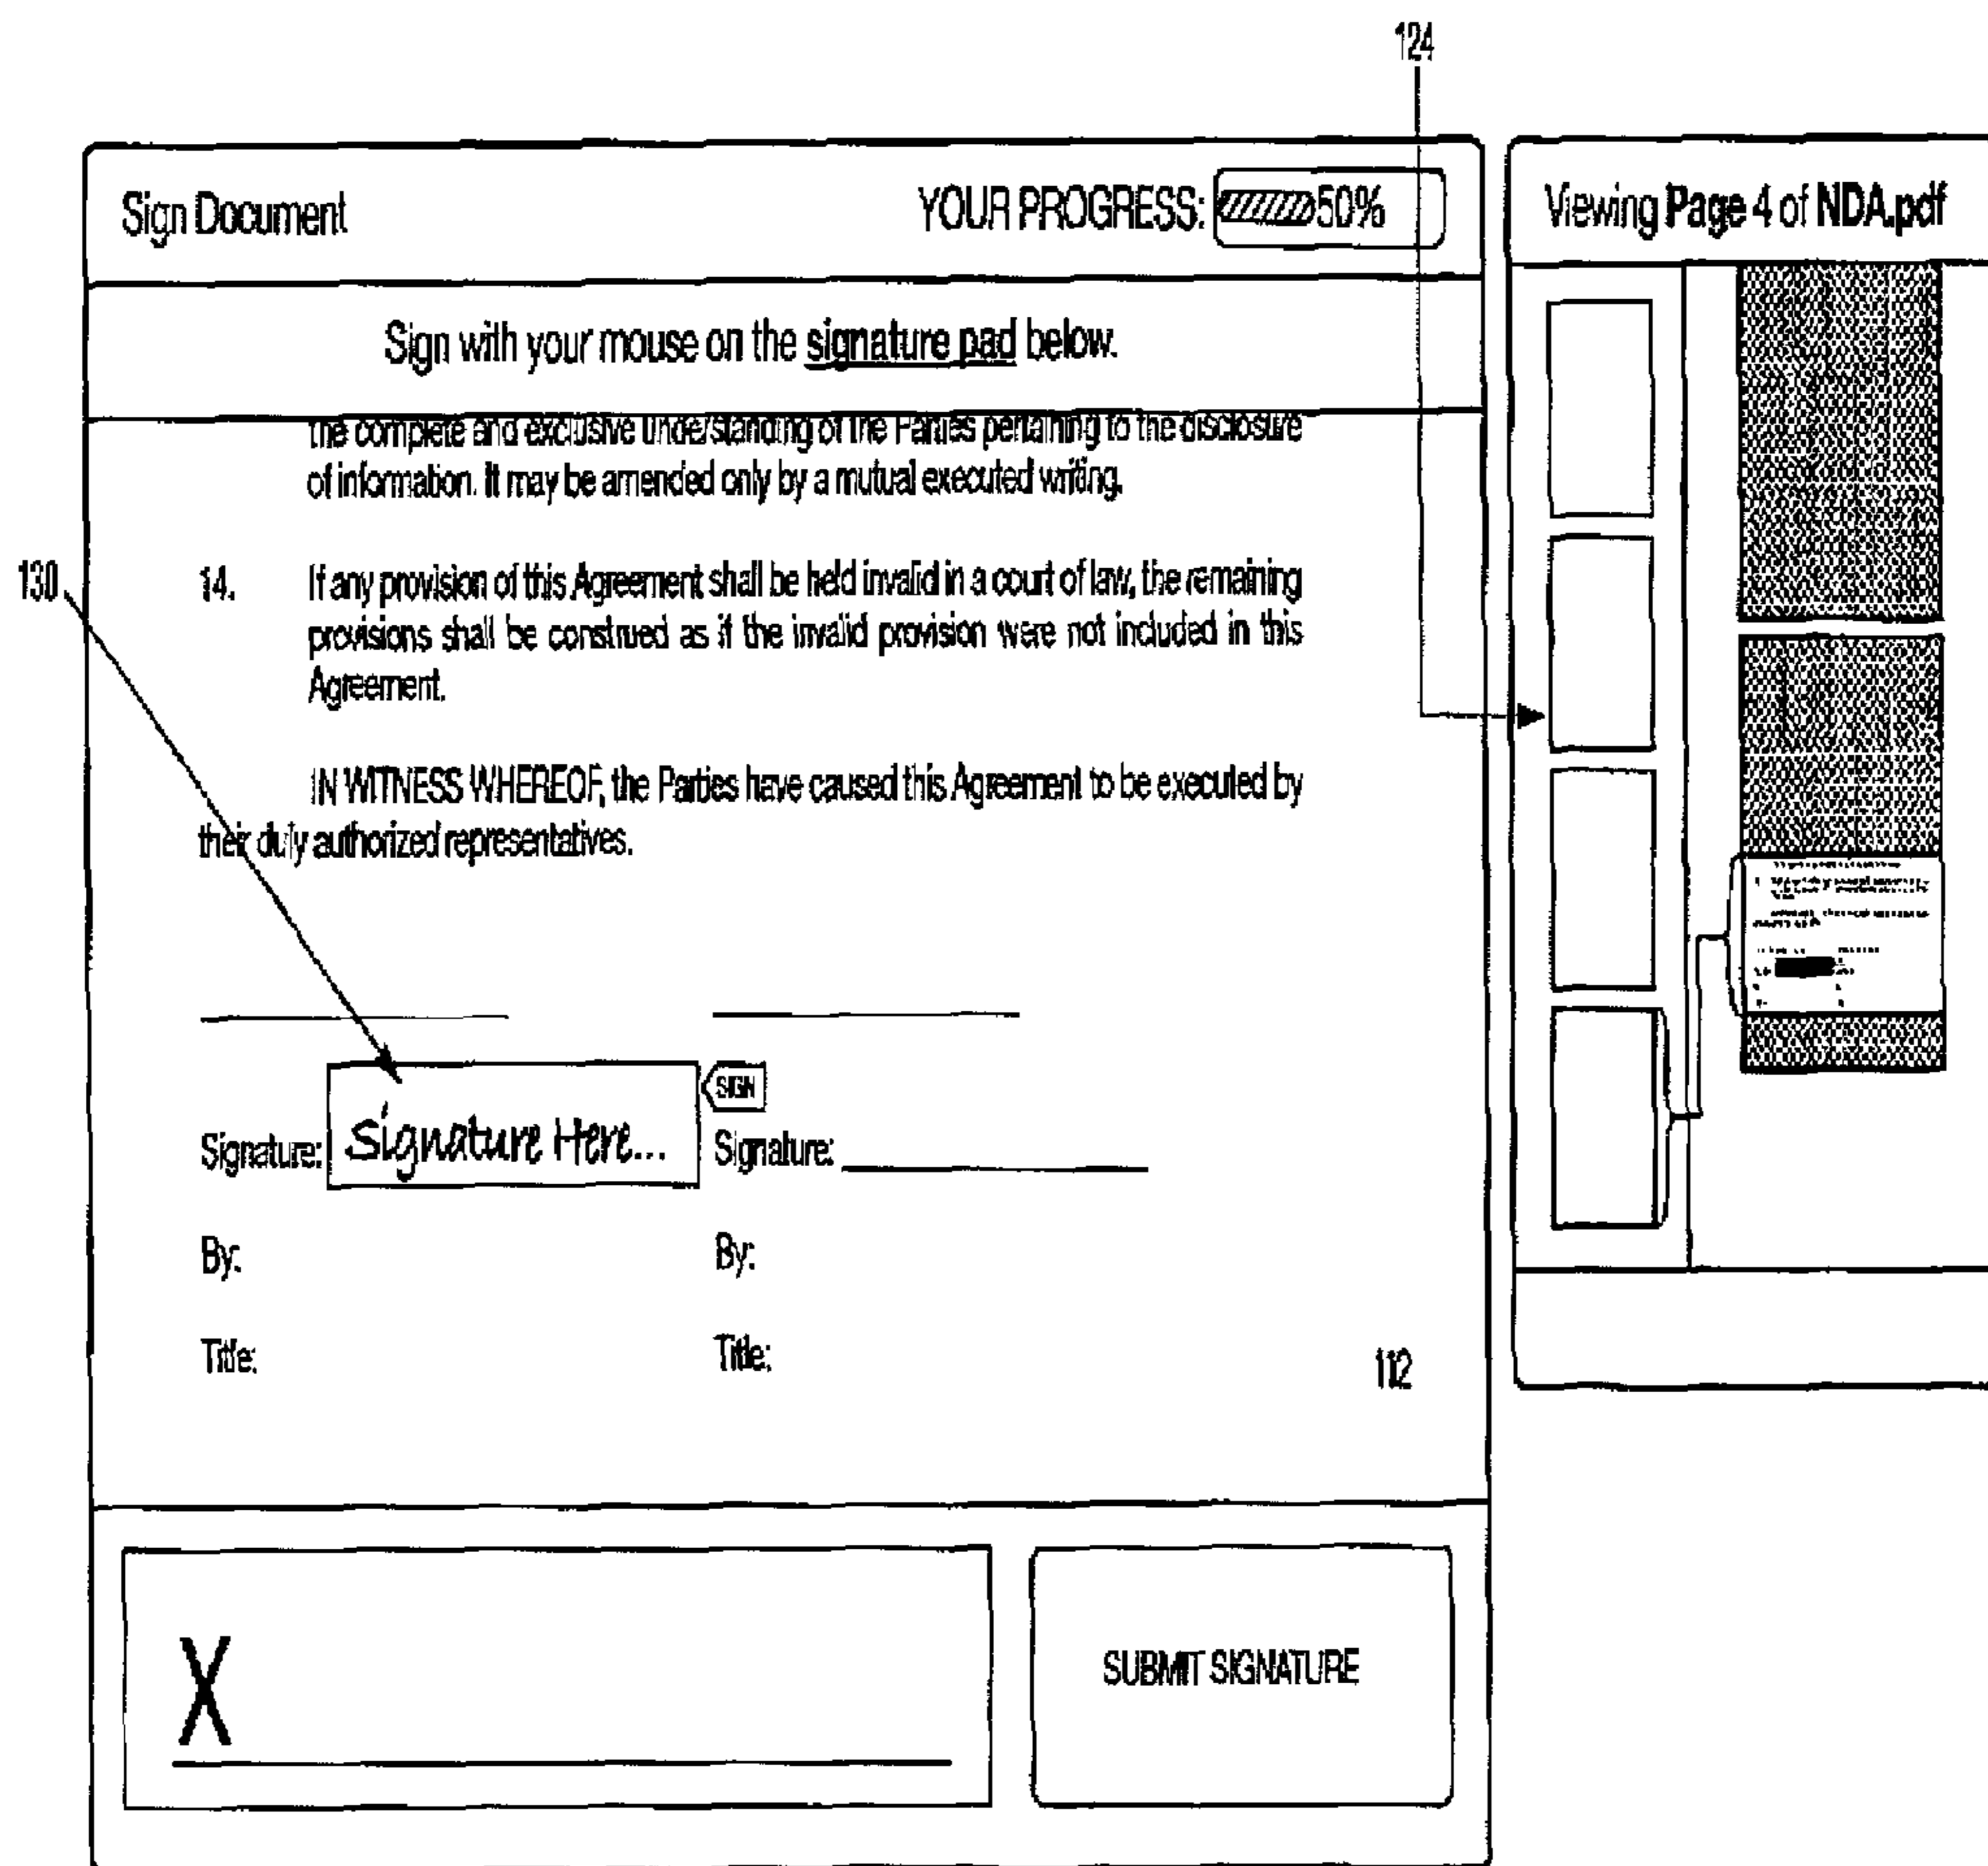 124
Sign Document
YOUR PROGRESS: 50%
Viewing Page 4 of NDA.pdf
Sign with your mouse on the signature pad below.
the complete and exclusive understanding of the Parties pertaining to the disclosure
of information. It may be amended only by a mutual executed writing.
130
14. If any provision of this Agreement shall be held invalid in a court of law, the remaining
provisions shall be construed as if the invalid provision were not included in this
Agreement.
IN WITNESS WHEREOF, the Parties have caused this Agreement to be executed by
their duly authorized representatives.
SIGN
Signature: Signature Here... Signature:
By: By:
Title: Title:
112
X
SUBMIT SIGNATURE